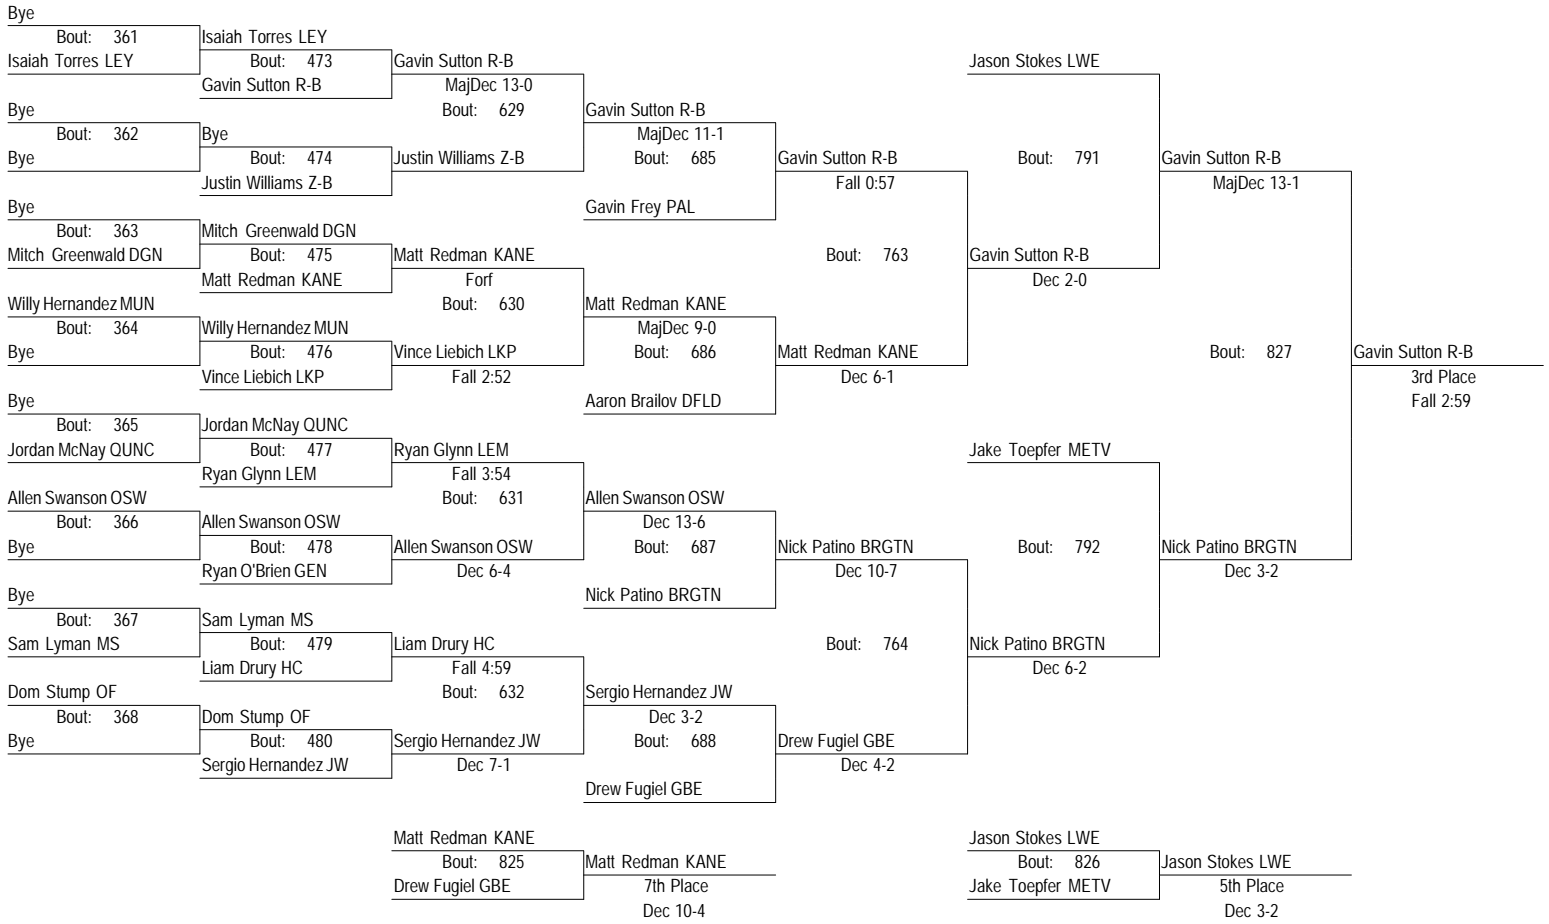 Bye
Bout: 361
Isaiah Torres LEY
Isaiah Torres LEY
Bout: 473
Gavin Sutton R-B
Gavin Sutton R-B
MajDec 13-0
Bout: 629
Jason Stokes LWE
Bye
Bout: 362
Bye
Bye
Bout: 474
Justin Williams Z-B
Justin Williams Z-B
Gavin Sutton R-B
MajDec 11-1
Bout: 685
Gavin Frey PAL
Gavin Sutton R-B
Fall 0:57
Bout: 791
Gavin Sutton R-B
MajDec 13-1
Bye
Bout: 363
Mitch Greenwald DGN
Mitch Greenwald DGN
Bout: 475
Matt Redman KANE
Matt Redman KANE
Forf
Bout: 630
Bout: 763
Gavin Sutton R-B
Dec 2-0
Willy Hernandez MUN
Bout: 364
Bye
Willy Hernandez MUN
Bout: 476
Vince Liebich LKP
Vince Liebich LKP
Fall 2:52
Matt Redman KANE
MajDec 9-0
Bout: 686
Aaron Brailov DFLD
Matt Redman KANE
Dec 6-1
Bout: 827
Gavin Sutton R-B
3rd Place
Fall 2:59
Bye
Bout: 365
Jordan McNay QUNC
Jordan McNay QUNC
Bout: 477
Ryan Glynn LEM
Ryan Glynn LEM
Fall 3:54
Bout: 631
Jake Toepfer METV
Allen Swanson OSW
Bout: 366
Bye
Allen Swanson OSW
Bout: 478
Ryan O'Brien GEN
Allen Swanson OSW
Dec 6-4
Allen Swanson OSW
Dec 13-6
Bout: 687
Nick Patino BRGTN
Nick Patino BRGTN
Dec 10-7
Bout: 792
Nick Patino BRGTN
Dec 3-2
Bye
Bout: 367
Sam Lyman MS
Sam Lyman MS
Bout: 479
Liam Drury HC
Liam Drury HC
Fall 4:59
Bout: 632
Bout: 764
Nick Patino BRGTN
Dec 6-2
Dom Stump OF
Bout: 368
Bye
Dom Stump OF
Bout: 480
Sergio Hernandez JW
Sergio Hernandez JW
Dec 7-1
Sergio Hernandez JW
Dec 3-2
Bout: 688
Drew Fugiel GBE
Drew Fugiel GBE
Dec 4-2
Matt Redman KANE
Bout: 825
Drew Fugiel GBE
Matt Redman KANE
7th Place
Dec 10-4
Jason Stokes LWE
Bout: 826
Jake Toepfer METV
Jason Stokes LWE
5th Place
Dec 3-2